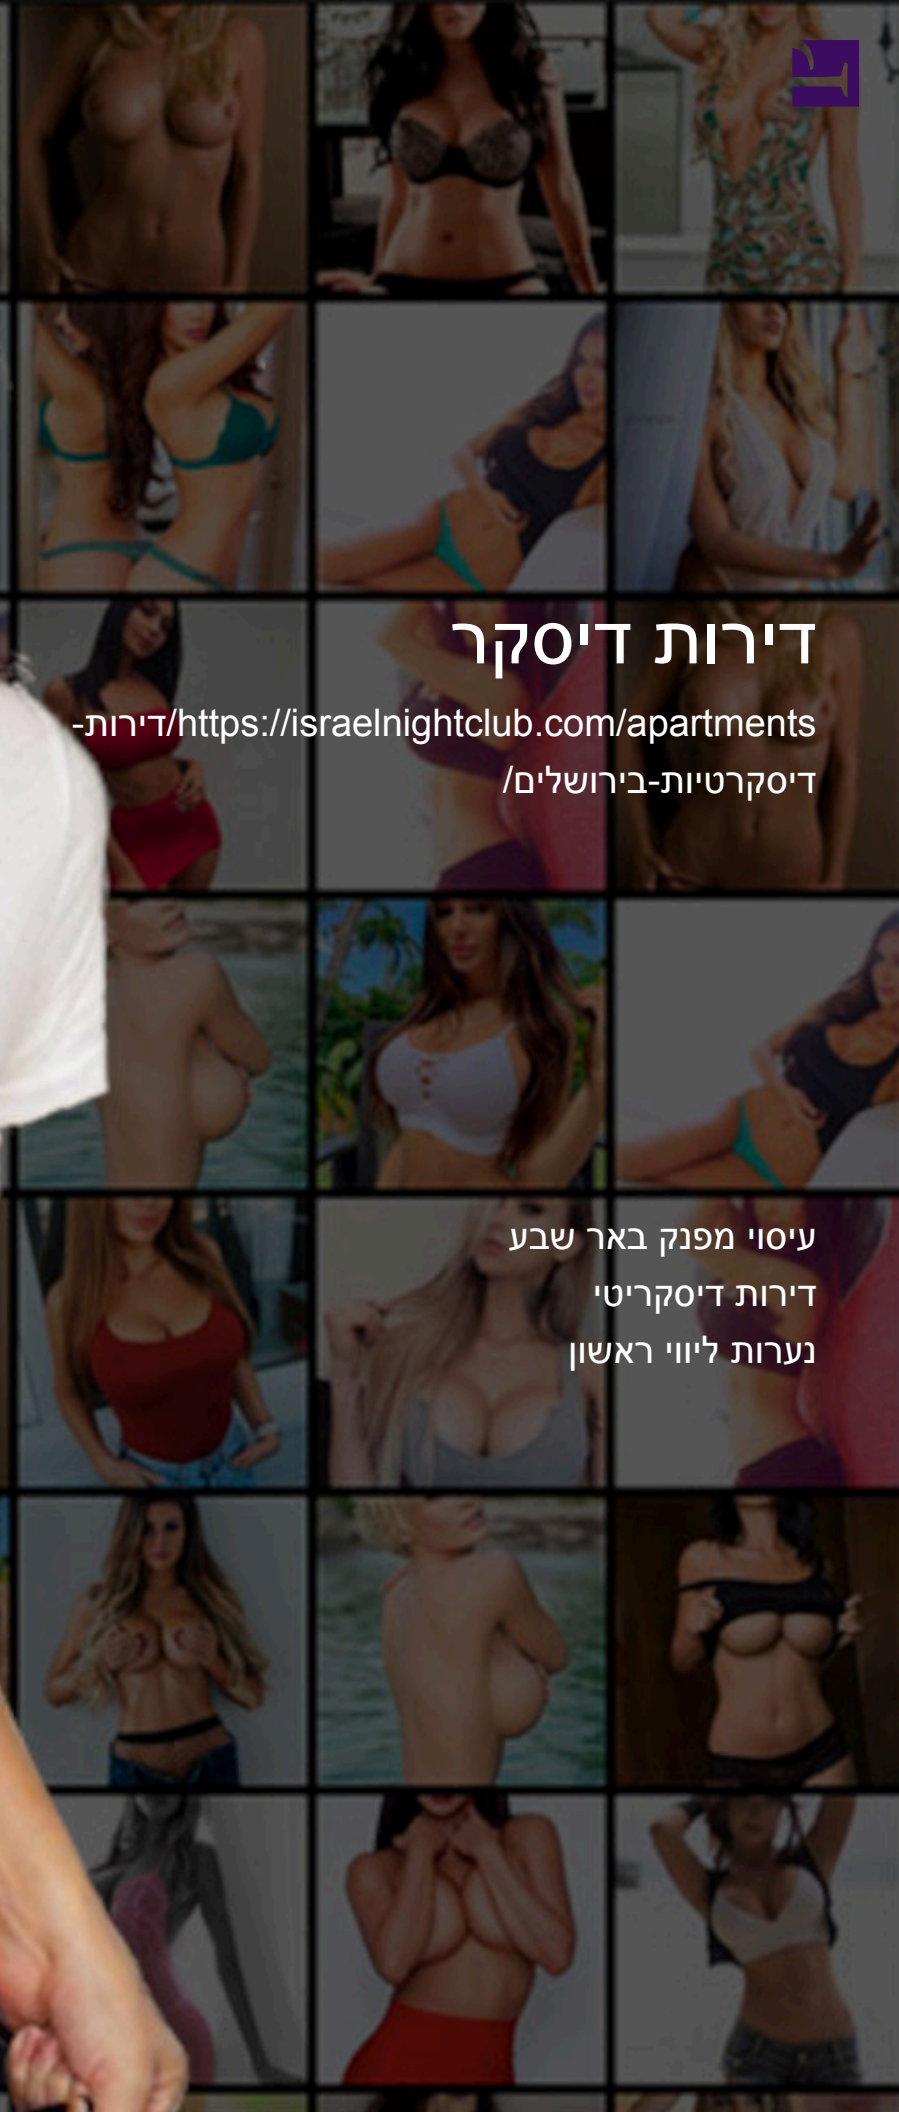 דירות דיסקר
https://israelnightclub.com/apartments/דירות-
דיסקרטיות-בירושלים/
עיסוי מפנק באר שבע
דירות דיסקריטי
נערות ליווי ראשון